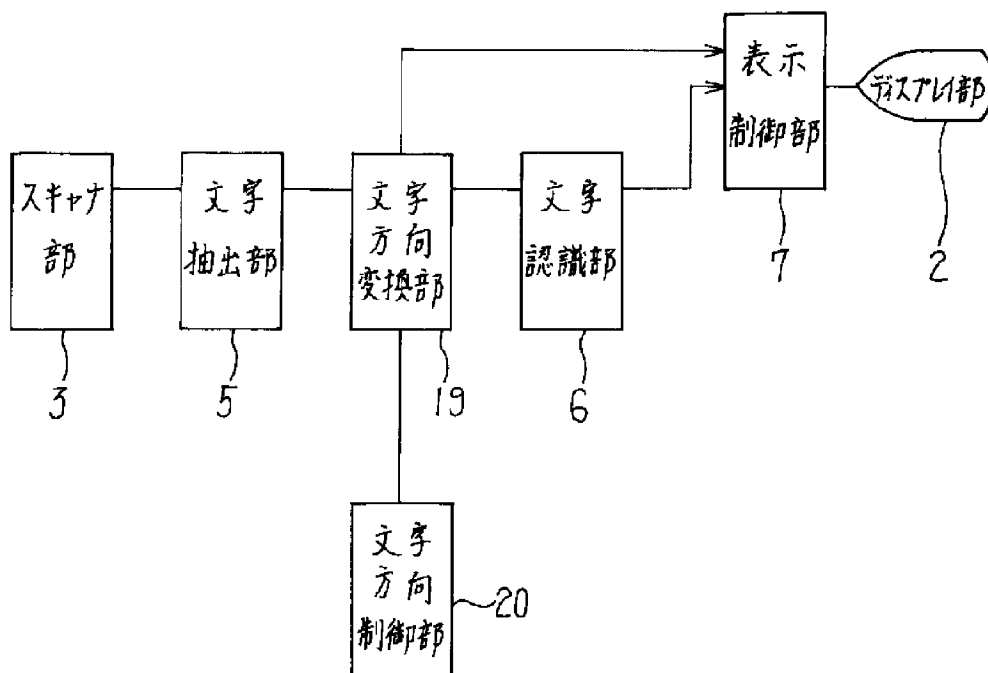 表示
制御部
ディスプレイ部
7
2
スキャナ
部
3
文字
抽出部
5
文字
方向
変換部
19
文字
認識部
6
文字
方向
制御部
20